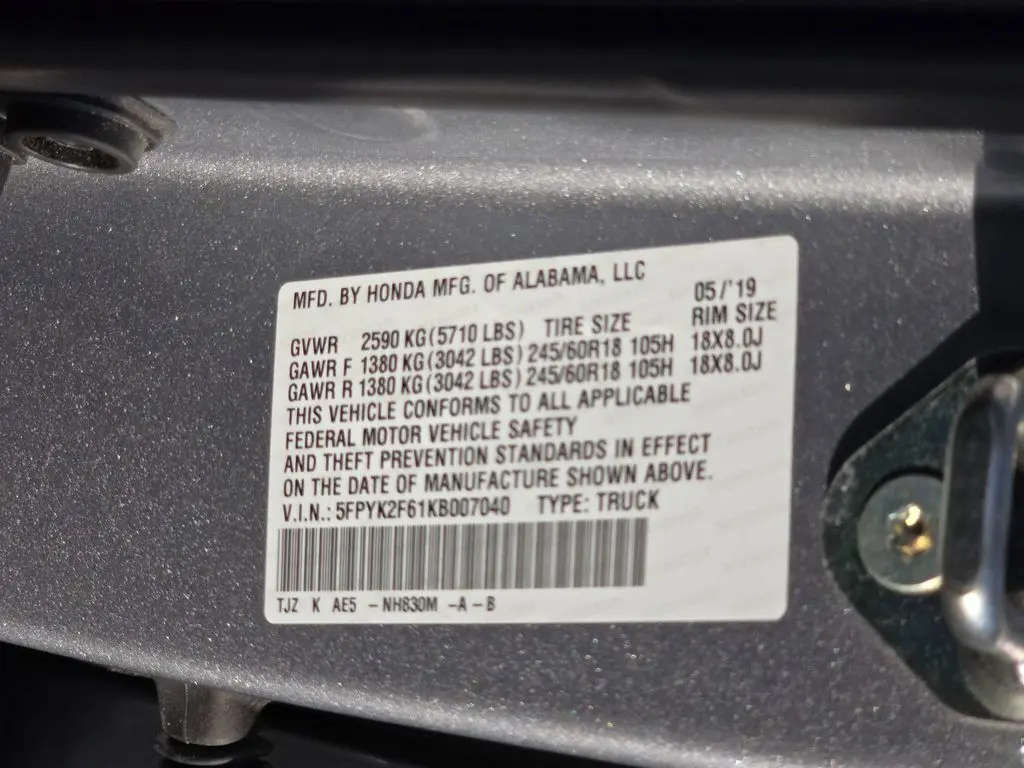 MFD. BY HONDA MFG. OF ALABAMA, LLC 05/'19
GVWR 2590 KG (5710 LBS) TIRE SIZE RIM SIZE
GAWR F 1380 KG (3042 LBS) 245/60R18 105H 18X8.0J
GAWR R 1380 KG (3042 LBS) 245/60R18 105H 18X8.0J
THIS VEHICLE CONFORMS TO ALL APPLICABLE
FEDERAL MOTOR VEHICLE SAFETY
AND THEFT PREVENTION STANDARDS IN EFFECT
ON THE DATE OF MANUFACTURE SHOWN ABOVE.
V.I.N.: 5FPYK2F61KB007040 TYPE: TRUCK
TJZ K AE5 -NH830M -A-B